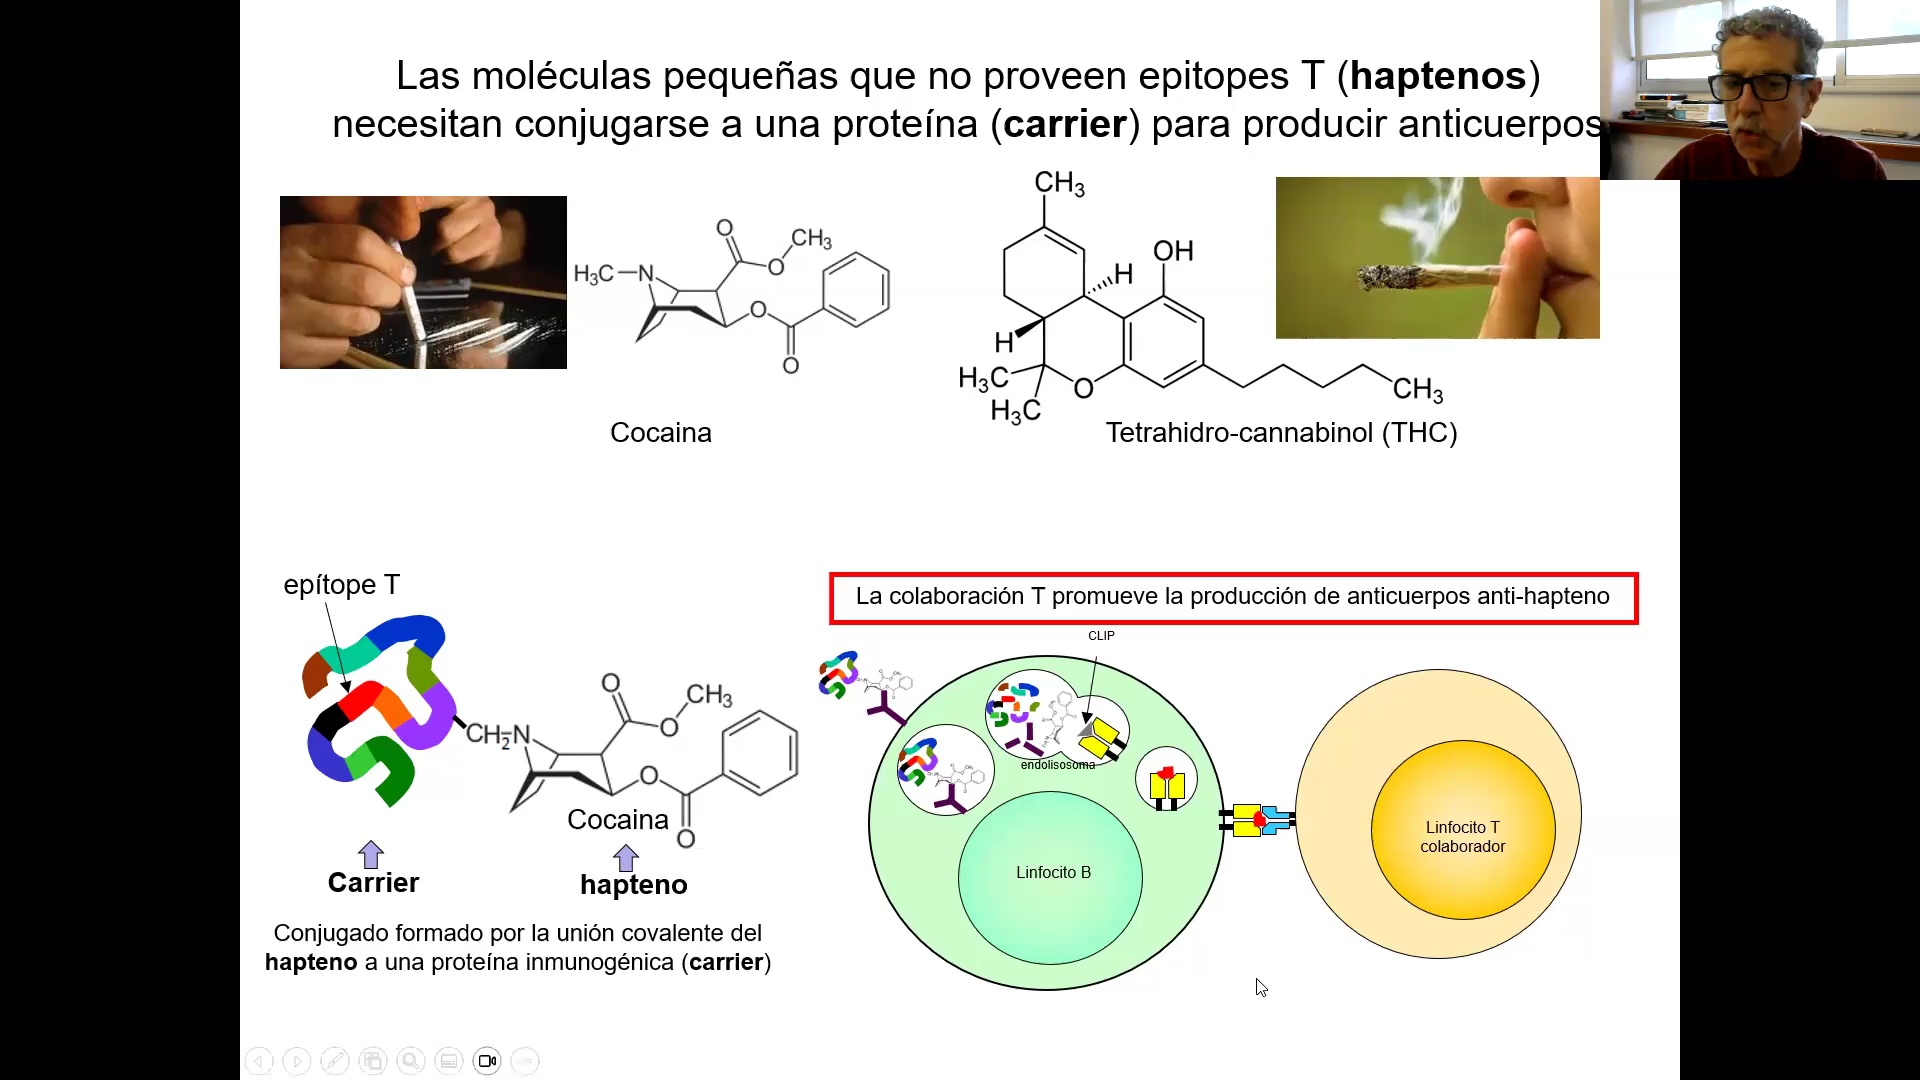 Las moléculas pequeñas que no proveen epitopes T (haptenos)
necesitan conjugarse a una proteína (carrier) para producir anticuerpos
H₃C
N
O
O
CH₃
O
O
Cocaina
CH₃
H
OH
H
H₃C
H₃C
O
CH₃
Tetrahidro-cannabinol (THC)
epítope T
CH₂
N
O
O
CH₃
O
O
Cocaina
Carrier
hapteno
Conjugado formado por la unión covalente del
hapteno a una proteína inmunogénica (carrier)
La colaboración T promueve la producción de anticuerpos anti-hapteno
CLIP
endolisosoma
Linfocito B
Linfocito T
colaborador